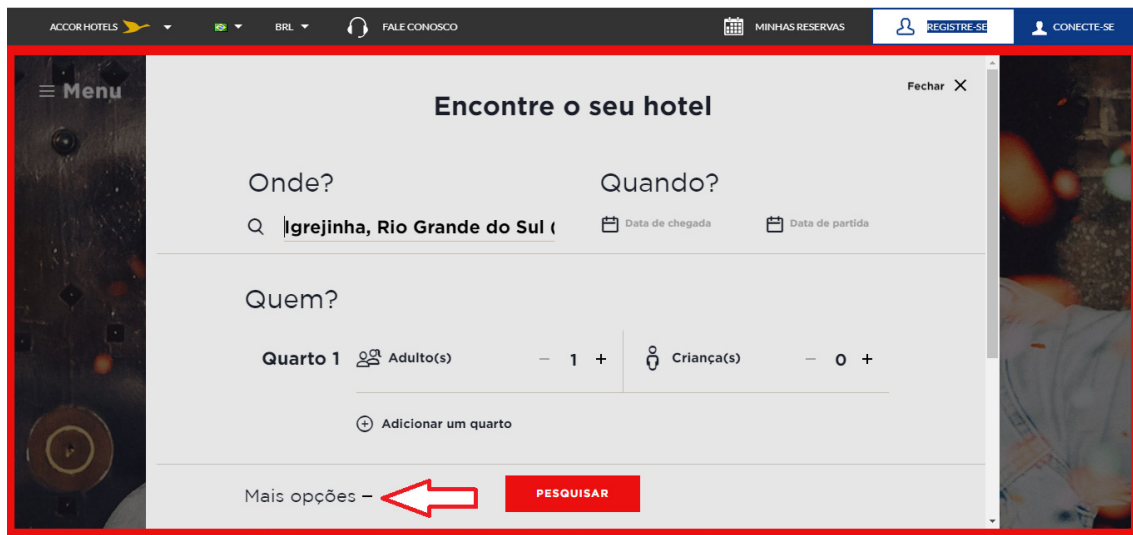 ACCOR HOTELS BRL FALE CONOSCO MINHAS RESERVAS REGISTRE-SE CONECTE-SE
Menu
Fechar X
Encontre o seu hotel
Onde? Quando?
Igrejinha, Rio Grande do Sul ( Data de chegada Data de partida
Quem?
Quarto 1 Adulto(s) − 1 + Criança(s) − 0 +
Adicionar um quarto
Mais opções − PESQUISAR